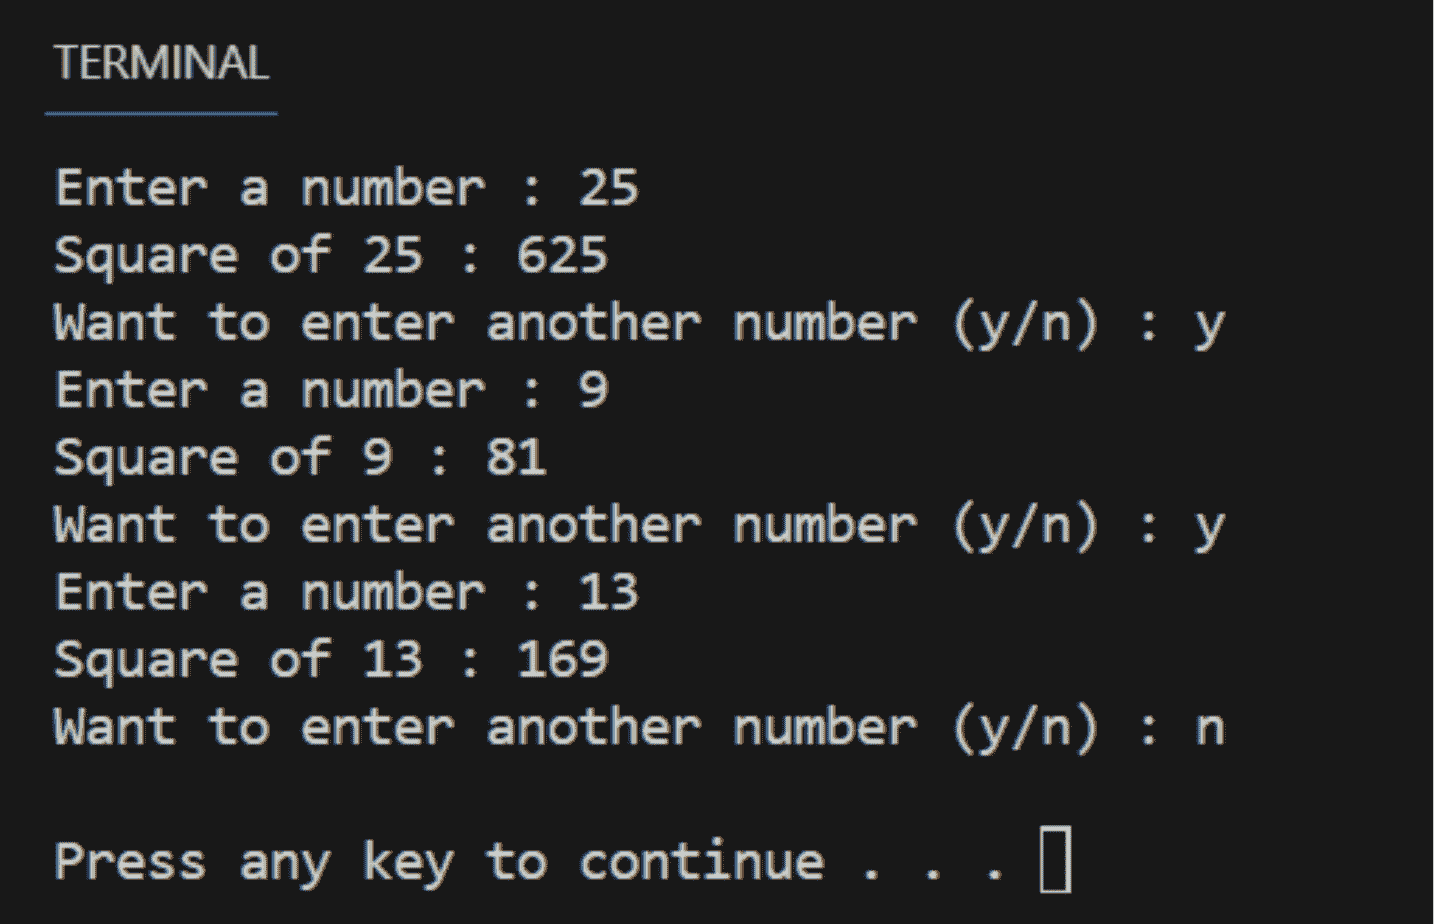 TERMINAL
Enter a number : 25
Square of 25 : 625
Want to enter another number (y/n) : y
Enter a number : 9
Square of 9 : 81
Want to enter another number (y/n) : y
Enter a number : 13
Square of 13 : 169
Want to enter another number (y/n) : n
Press any key to continue . . .